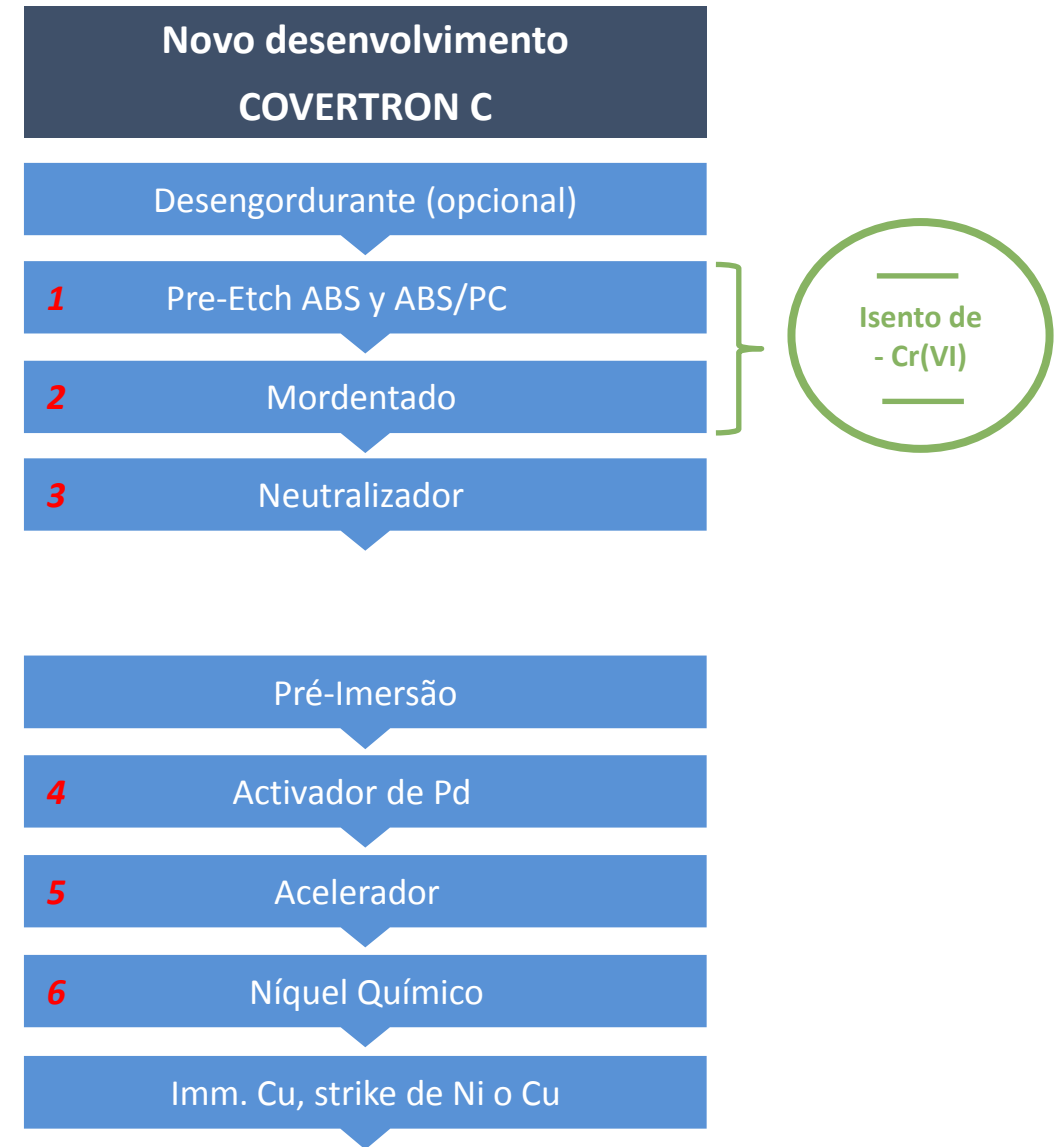 Novo desenvolvimento
COVERTRON C
Desengordurante (opcional)
1 Pre-Etch ABS y ABS/PC
2 Mordentado
3 Neutralizador
Isento de
- Cr(VI)
Pré-Imersão
4 Activador de Pd
5 Acelerador
6 Níquel Químico
Imm. Cu, strike de Ni o Cu